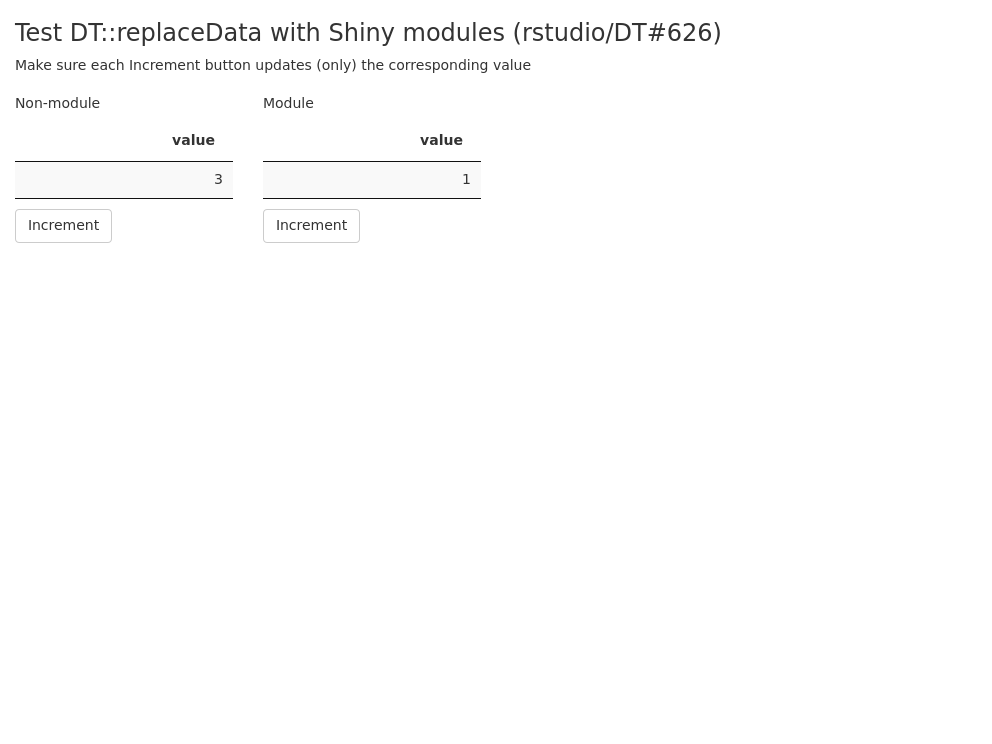 Test DT::replaceData with Shiny modules (rstudio/DT#626)
Make sure each Increment button updates (only) the corresponding value
Non-module
Module
value
value
3
1
Increment
Increment